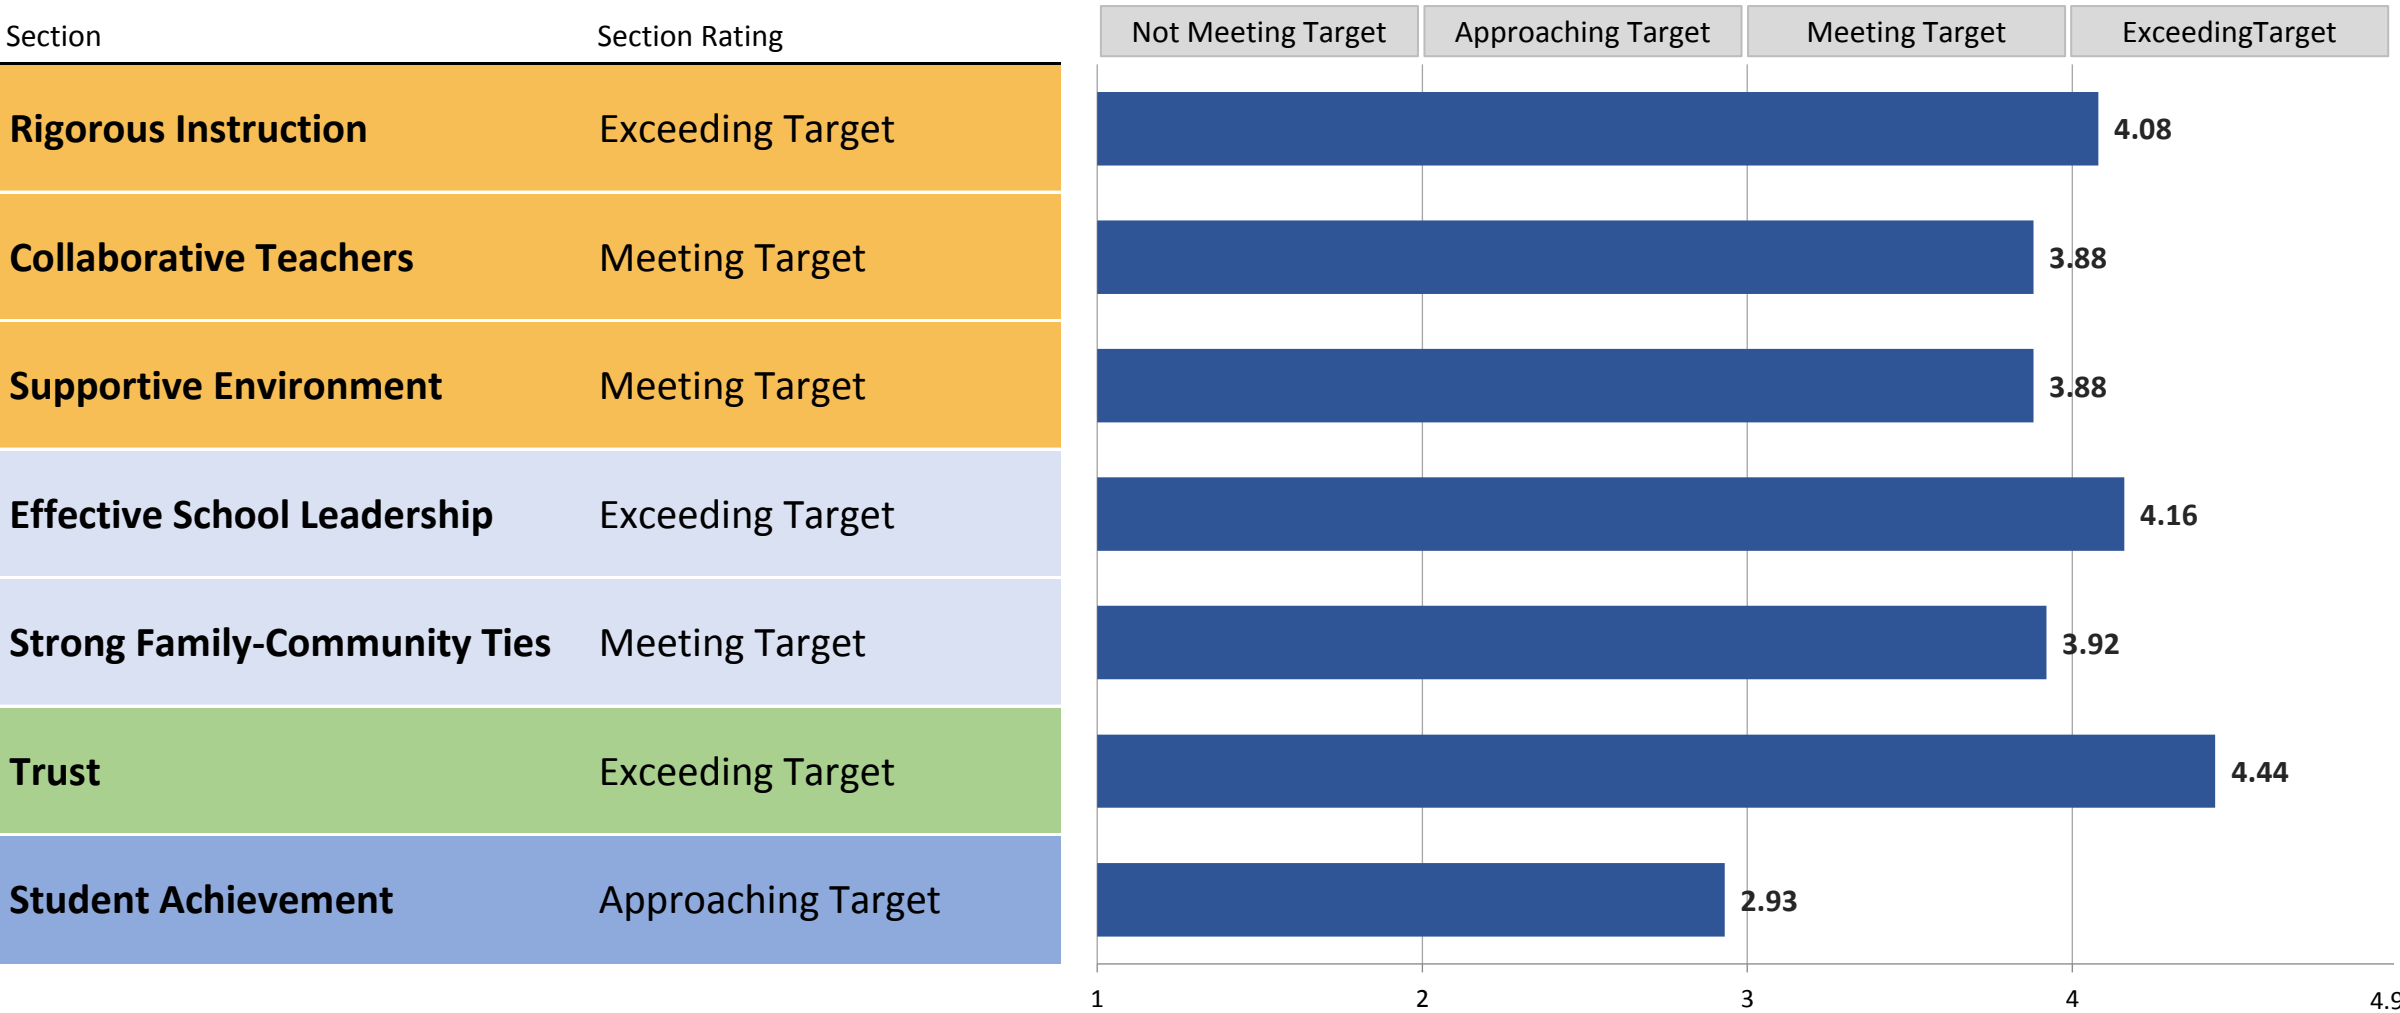 Section Section Rating Not Meeting Target Approaching Target Meeting Target ExceedingTarget
Rigorous Instruction Exceeding Target 4.08
Collaborative Teachers Meeting Target 3.88
Supportive Environment Meeting Target 3.88
Effective School Leadership Exceeding Target 4.16
Strong Family-Community Ties Meeting Target 3.92
Trust Exceeding Target 4.44
Student Achievement Approaching Target 2.93
1 2 3 4 4.9